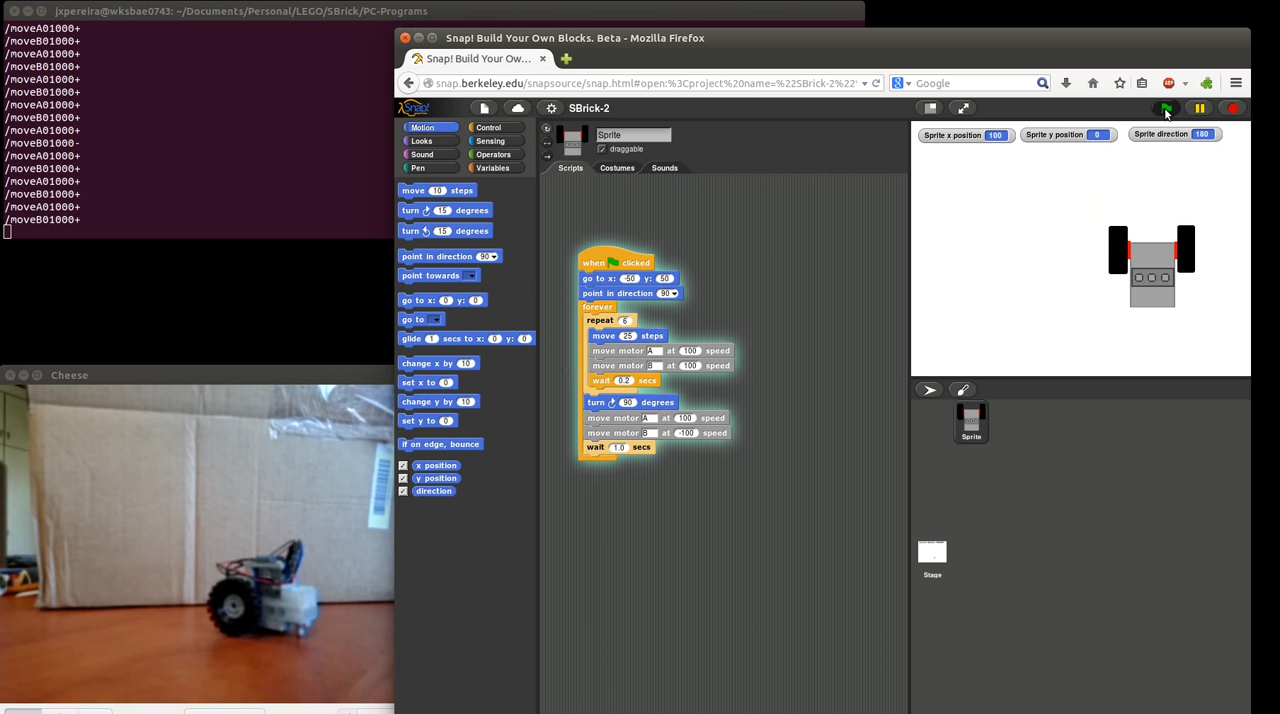 jxpereira@wksbae0743: ~/Documents/Personal/LEGO/SBrick/PC-Programs
/moveA01000+
/moveB01000+
/moveA01000+
/moveB01000+
/moveA01000+
/moveB01000+
/moveA01000+
/moveB01000+
/moveA01000+
/moveB01000-
/moveA01000+
/moveB01000+
/moveA01000+
/moveB01000+
/moveA01000+
/moveB01000+
Cheese
Snap! Build Your Own Blocks. Beta - Mozilla Firefox
Snap! Build Your Own...
snap.berkeley.edu/snapsource/snap.html#open:%3Cproject%20name=%22SBrick-2%22
Google
Snap!
SBrick-2
Motion
Control
Looks
Sensing
Sound
Operators
Pen
Variables
move 10 steps
turn 15 degrees
turn 15 degrees
point in direction 90
point towards
go to x: 0 y: 0
go to
glide 1 secs to x: 0 y: 0
change x by 10
set x to 0
change y by 10
set y to 0
if on edge, bounce
x position
y position
direction
Sprite
draggable
Scripts
Costumes
Sounds
when clicked
go to x: -50 y: 50
point in direction 90
forever
repeat 6
move 25 steps
move motor A at 100 speed
move motor B at 100 speed
wait 0.2 secs
turn 90 degrees
move motor A at 100 speed
move motor B at -100 speed
wait 1.0 secs
Sprite x position 100
Sprite y position 0
Sprite direction 180
Sprite
Stage